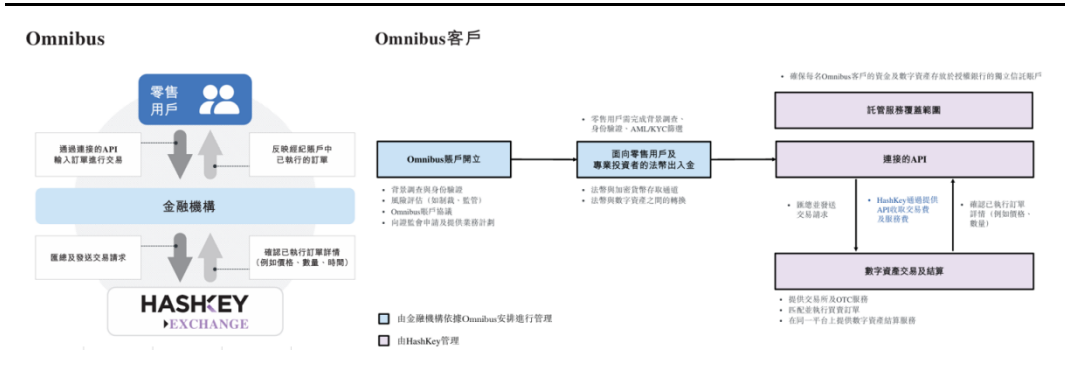 Omnibus
零售
用戶
通過連接的API
輸入訂單進行交易
反映經紀賬戶中
已執行的訂單
金融機構
匯總及發送交易請求
確認已執行訂單詳情
(例如價格、數量、時間)
HASHKEY
EXCHANGE
Omnibus客戶
• 確保每名Omnibus客戶的資金及數字資產存放於授權銀行的獨立信託賬戶
託管服務覆蓋範圍
• 零售用戶需完成背景調查、
身份驗證、AML/KYC篩選
Omnibus賬戶開立
面向零售用戶及
專業投資者的法幣出入金
連接的API
• 背景調查與身份驗證
• 風險評估（如制裁、監管）
• Omnibus賬戶協議
• 向證監會申請及提供業務計劃
• 法幣與加密貨幣存取通道
• 法幣與數字資產之間的轉換
• 匯總並發送
交易請求
• HashKey通過提供
API收取交易費
及服務費
• 確認已執行訂單
詳情（例如價格、
數量）
數字資產交易及結算
• 提供交易所及OTC服務
• 匹配並執行買賣訂單
• 在同一平台上提供數字資產結算服務
由金融機構依據Omnibus安排進行管理
由HashKey管理